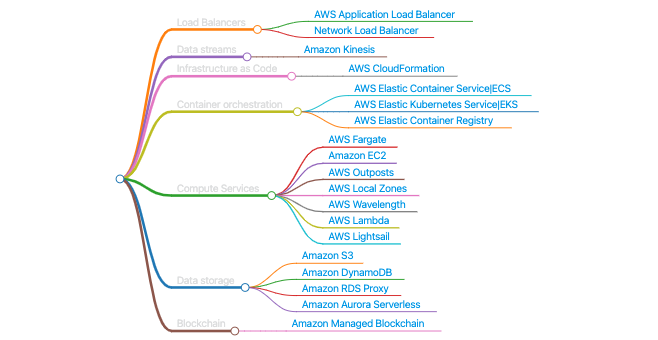 Load Balancers
AWS Application Load Balancer
Network Load Balancer
Data streams
Amazon Kinesis
Infrastructure as Code
AWS CloudFormation
Container orchestration
AWS Elastic Container Service|ECS
AWS Elastic Kubernetes Service|EKS
AWS Elastic Container Registry
Compute Services
AWS Fargate
Amazon EC2
AWS Outposts
AWS Local Zones
AWS Wavelength
AWS Lambda
AWS Lightsail
Data storage
Amazon S3
Amazon DynamoDB
Amazon RDS Proxy
Amazon Aurora Serverless
Blockchain
Amazon Managed Blockchain